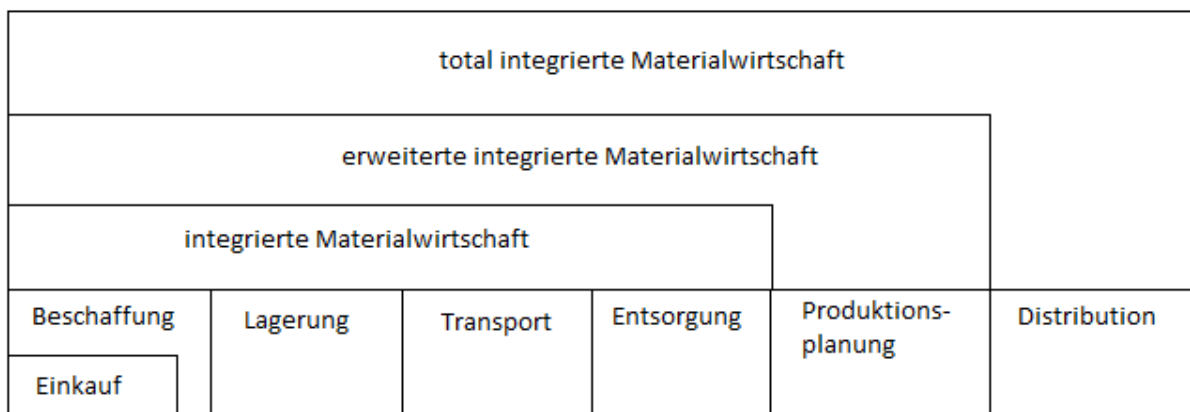 total integrierte Materialwirtschaft
erweiterte integrierte Materialwirtschaft
integrierte Materialwirtschaft
Beschaffung
Einkauf
Lagerung
Transport
Entsorgung
Produktions-
planung
Distribution